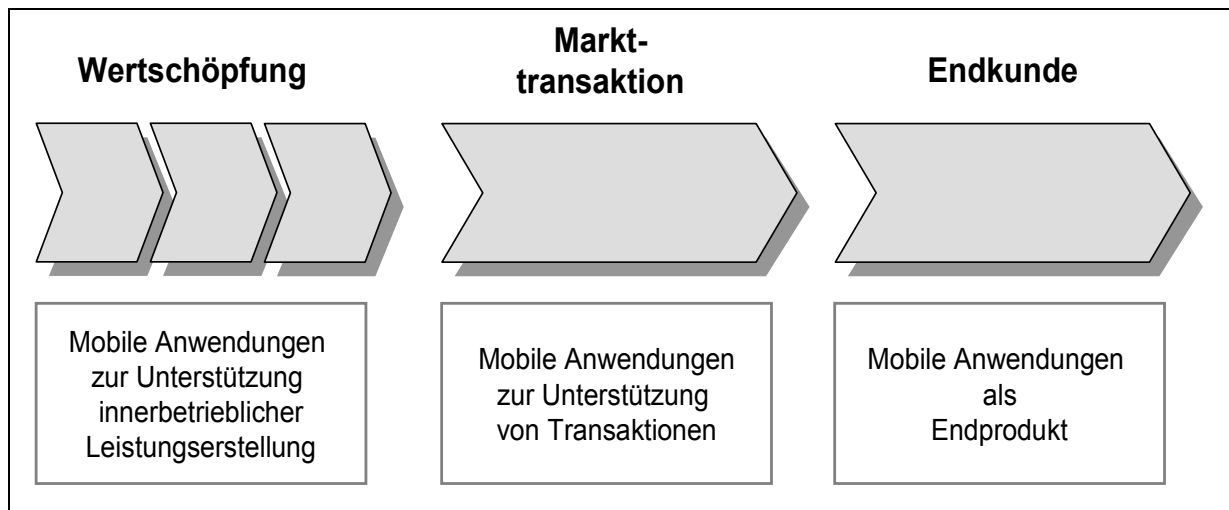 Wertschöpfung
Markt-
transaktion
Endkunde
Mobile Anwendungen
zur Unterstützung
innerbetrieblicher
Leistungserstellung
Mobile Anwendungen
zur Unterstützung
von Transaktionen
Mobile Anwendungen
als
Endprodukt